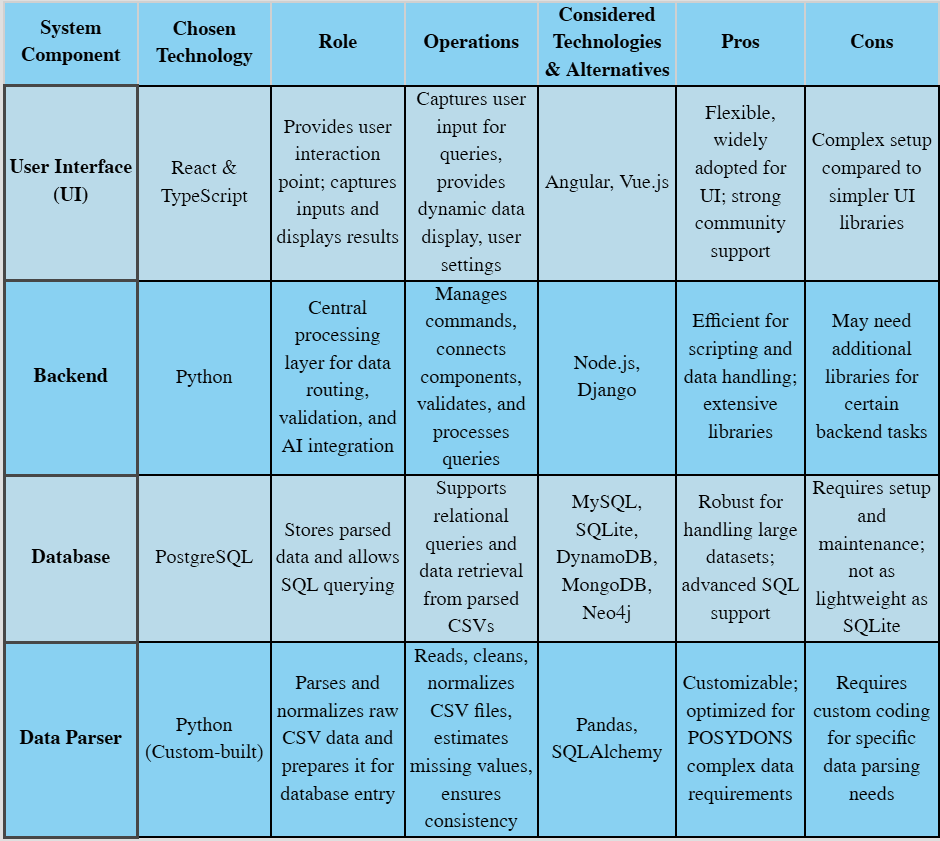 System
Component
Chosen
Technology
Role
Operations
Considered
Technologies
& Alternatives
Pros
Cons
User Interface
(UI)
React &
TypeScript
Provides user
interaction
point; captures
inputs and
displays results
Captures user
input for
queries,
provides
dynamic data
display, user
settings
Angular, Vue.js
Flexible,
widely
adopted for
UI; strong
community
support
Complex setup
compared to
simpler UI
libraries
Backend
Python
Central
processing
layer for data
routing,
validation, and
AI integration
Manages
commands,
connects
components,
validates, and
processes
queries
Node.js,
Django
Efficient for
scripting and
data handling;
extensive
libraries
May need
additional
libraries for
certain
backend tasks
Database
PostgreSQL
Stores parsed
data and allows
SQL querying
Supports
relational
queries and
data retrieval
from parsed
CSVs
MySQL,
SQLite,
DynamoDB,
MongoDB,
Neo4j
Robust for
handling large
datasets;
advanced SQL
support
Requires setup
and
maintenance;
not as
lightweight as
SQLite
Data Parser
Python
(Custom-built)
Parses and
normalizes raw
CSV data and
prepares it for
database entry
Reads, cleans,
normalizes
CSV files,
estimates
missing values,
ensures
consistency
Pandas,
SQLAlchemy
Customizable;
optimized for
POSYDONS
complex data
requirements
Requires
custom coding
for specific
data parsing
needs